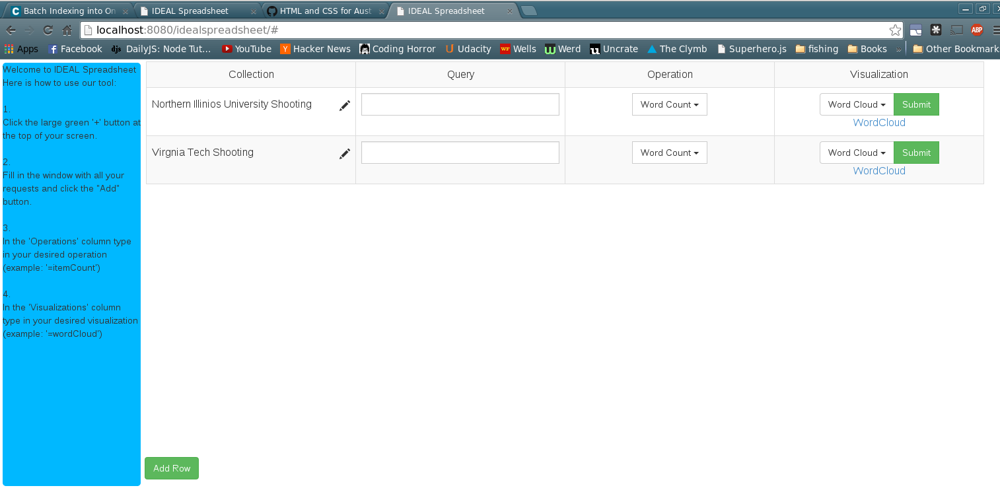 Batch Indexing into On
IDEAL Spreadsheet
HTML and CSS for Aust
IDEAL Spreadsheet
localhost:8080/idealspreadsheet/#
ABP
Apps
Facebook
djs DailyJS: Node Tut...
YouTube
Y Hacker News
Coding Horror
U Udacity
WF Wells
W Werd
u Uncrate
The Clymb
Superhero.js
fishing
Books
»
Other Bookmark
Welcome to IDEAL Spreadsheet
Here is how to use our tool:
1.
Click the large green '+' button at
the top of your screen.
2.
Fill in the window with all your
requests and click the "Add"
button.
3.
In the 'Operations' column type
in your desired operation
(example: '=itemCount')
4.
In the 'Visualizations' column
type in your desired visualization
(example: '=wordCloud')
Collection Query Operation Visualization
Northern Illinios University Shooting Word Count Word Cloud Submit
WordCloud
Virgnia Tech Shooting Word Count Word Cloud Submit
WordCloud
Add Row